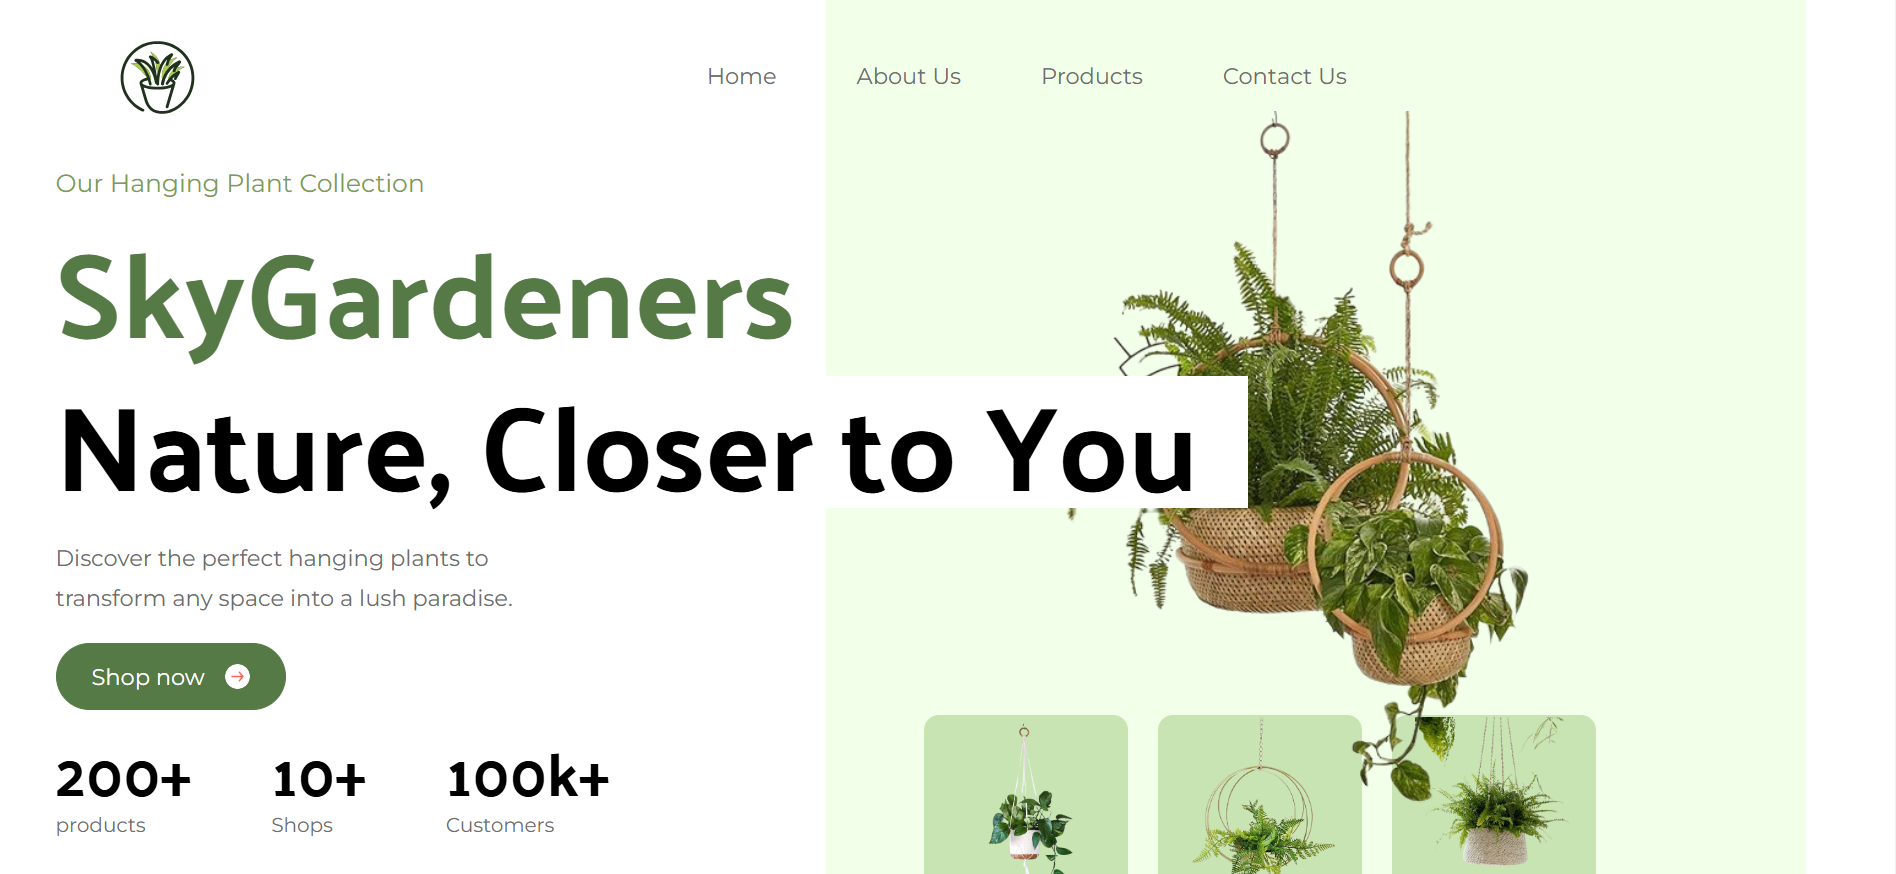 Home About Us Products Contact Us
Our Hanging Plant Collection
SkyGardeners
Nature, Closer to You
Discover the perfect hanging plants to
transform any space into a lush paradise.
Shop now
200+ 10+ 100k+
products Shops Customers